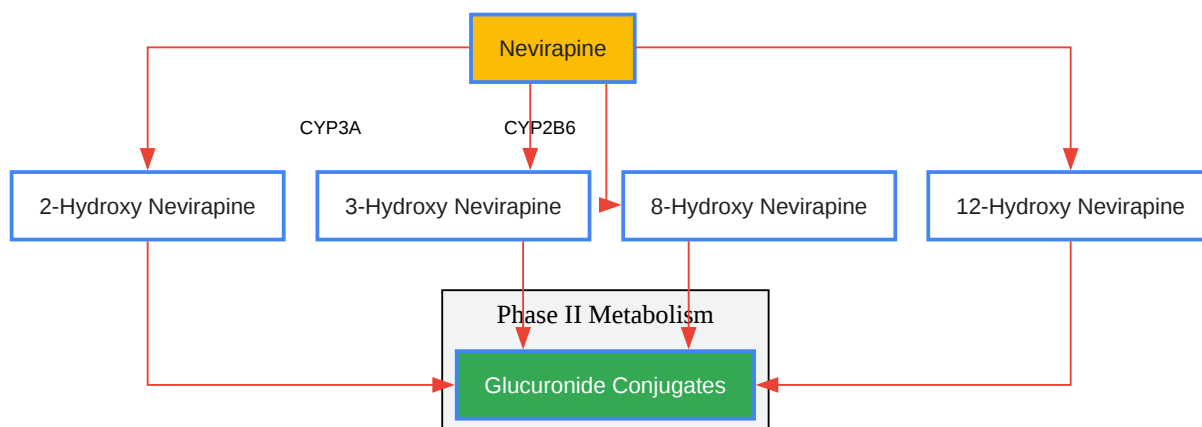 Nevirapine
CYP3A
CYP2B6
2-Hydroxy Nevirapine
3-Hydroxy Nevirapine
8-Hydroxy Nevirapine
12-Hydroxy Nevirapine
Phase II Metabolism
Glucuronide Conjugates